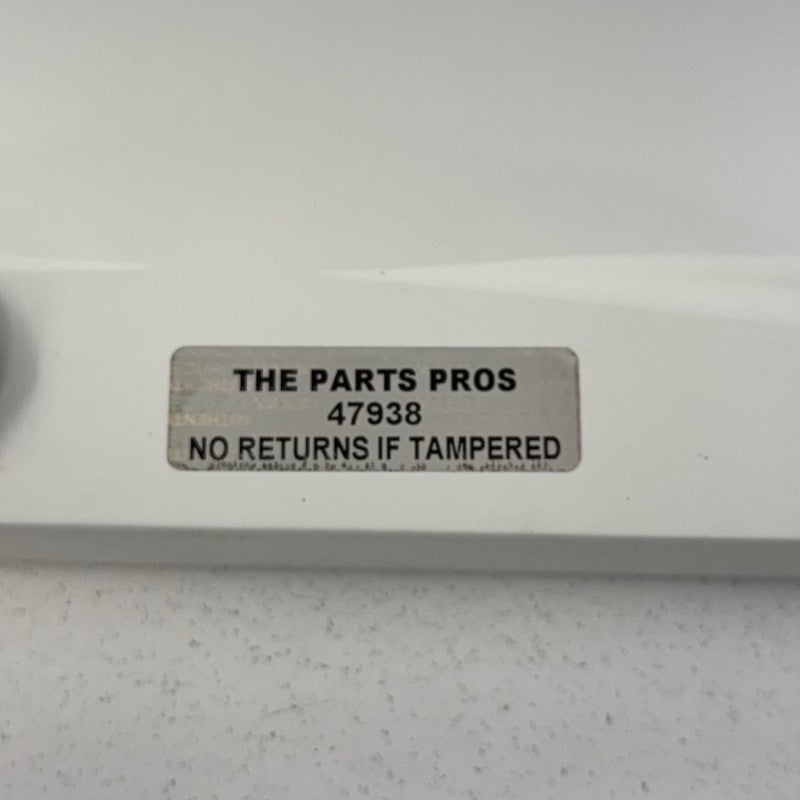 THE PARTS PROS
47938
NO RETURNS IF TAMPERED